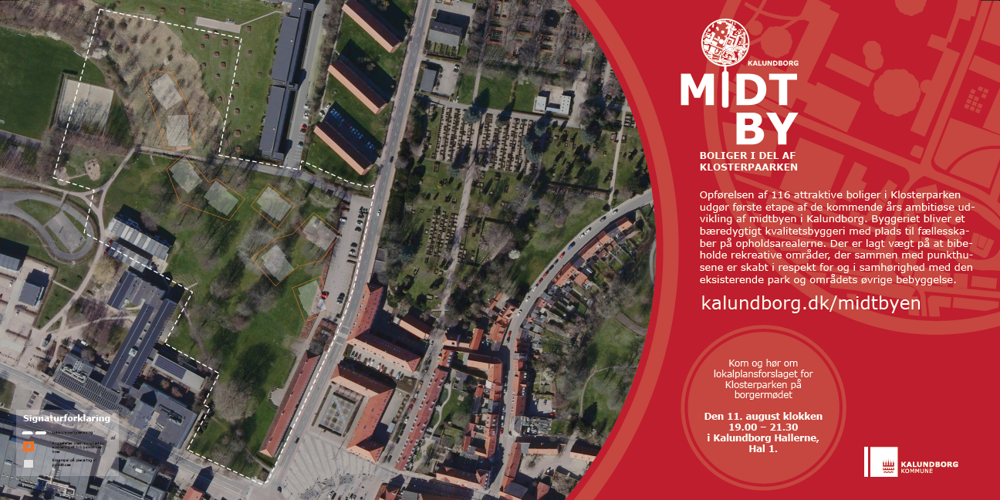 KALUNDBORG
MIDT
BY
BOLIGER I DEL AF
KLOSTERPAARKEN
Opførelsen af 116 attraktive boliger i Klosterparken
udgør første etape af de kommende års ambitiøse ud-
vikling af midtbyen i Kalundborg. Byggeriet bliver et
bæredygtigt kvalitetsbyggeri med plads til fællesska-
ber på opholdsarealerne. Der er lagt vægt på at bibe-
holde rekreative områder, der sammen med punkthu-
sene er skabt i respekt for og i samhørighed med den
eksisterende park og områdets øvrige bebyggelse.
kalundborg.dk/midtbyen
Kom og hør om
lokalplansforslaget for
Klosterparken på
borgermødet
Den 11. august klokken
19.00 – 21.30
i Kalundborg Hallerne,
Hal 1.
KALUNDBORG
KOMMUNE
Signaturforklaring